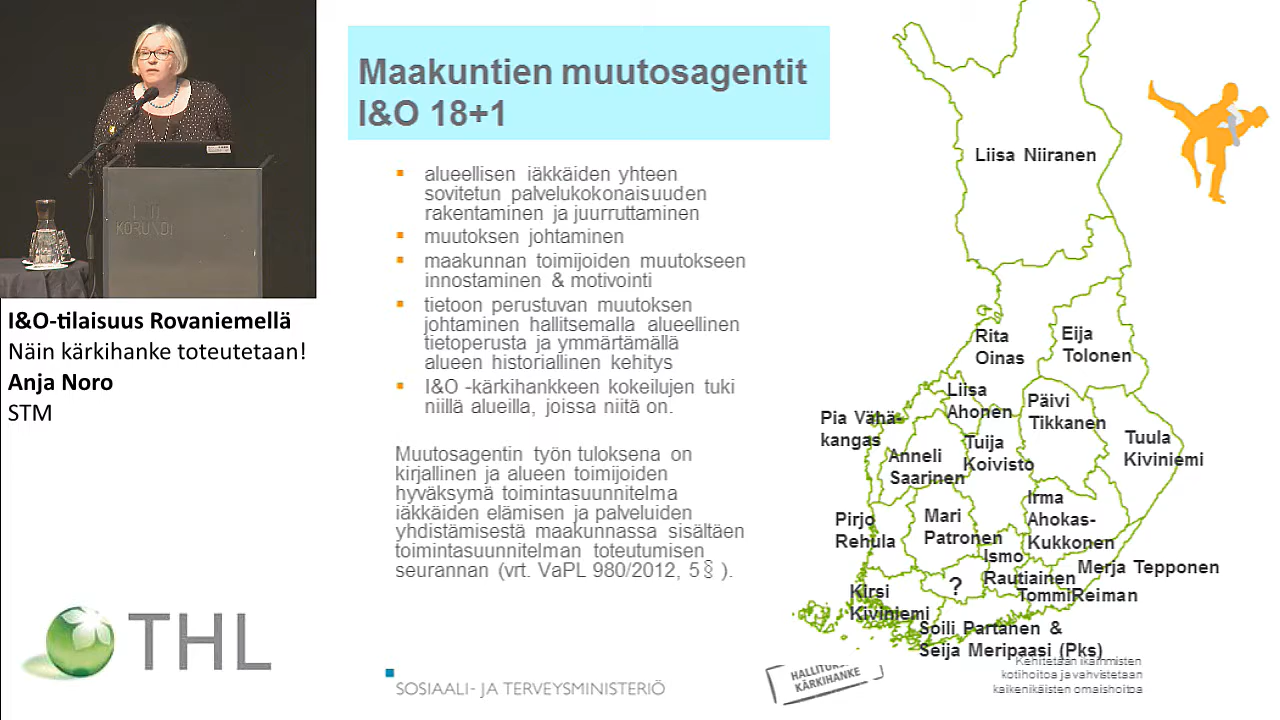 KORUNDI
I&O-tilaisuus Rovaniemellä
Näin kärkihanke toteutetaan!
Anja Noro
STM
THL
Maakuntien muutosagentit
I&O 18+1
alueellisen iäkkäiden yhteen
sovitetun palvelukokonaisuuden
rakentaminen ja juurruttaminen
muutoksen johtaminen
maakunnan toimijoiden muutokseen
innostaminen & motivointi
tietoon perustuvan muutoksen
johtaminen hallitsemalla alueellinen
tietoperusta ja ymmärtämällä
alueen historiallinen kehitys
I&O -kärkihankkeen kokeilujen tuki
niillä alueilla, joissa niitä on.
Muutosagentin työn tuloksena on
kirjallinen ja alueen toimijoiden
hyväksymä toimintasuunnitelma
iäkkäiden elämisen ja palveluiden
yhdistämisestä maakunnassa sisältäen
toimintasuunnitelman toteutumisen
seurannan (vrt. VaPL 980/2012, 5 § ).
SOSIAALI- JA TERVEYSMINISTERIÖ
Liisa Niiranen
Rita
Oinas
Eija
Tolonen
Liisa
Ahonen
Päivi
Tikkanen
Pia Vähä-
kangas
Tuija
Koivisto
Tuula
Kiviniemi
Anneli
Saarinen
Irma
Ahokas-
Kukkonen
Pirjo
Rehula
Mari
Patronen
Ismo
Rautiainen
Merja Tepponen
?
TommiReiman
Kirsi
Kiviniemi
Soili Partanen &
Seija Meripaasi (Pks)
HALLITUKS
KÄRKIHANKE
Kehitetään ikäihmisten
kotihoitoa ja vahvistetaan
kaikenikäisten omaishoitoa